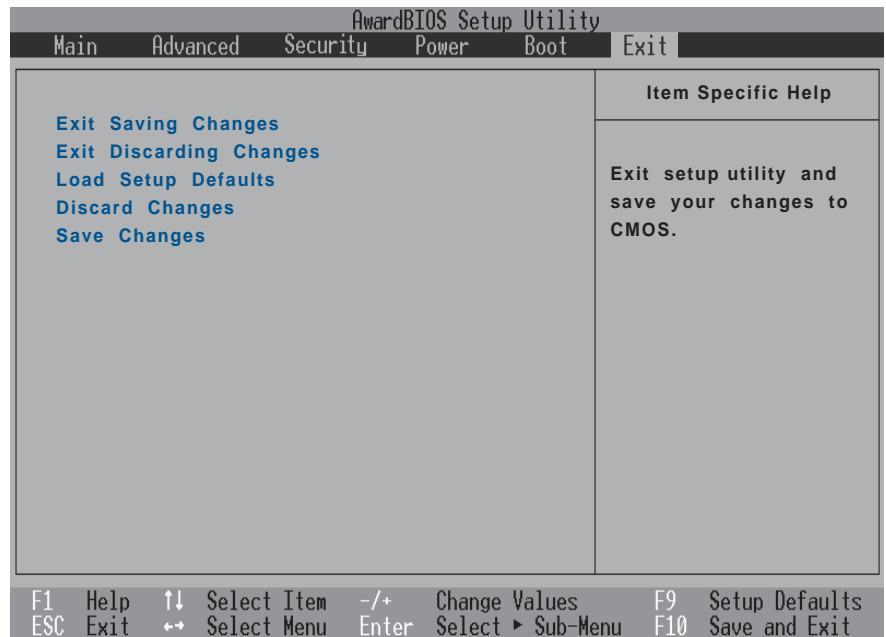 AwardBIOS Setup Utility
Main Advanced Security Power Boot Exit
Item Specific Help
Exit Saving Changes
Exit Discarding Changes
Load Setup Defaults
Discard Changes
Save Changes
Exit setup utility and
save your changes to
CMOS.
F1 Help ↑↓ Select Item -/+ Change Values F9 Setup Defaults
ESC Exit ←→ Select Menu Enter Select ▶ Sub-Menu F10 Save and Exit